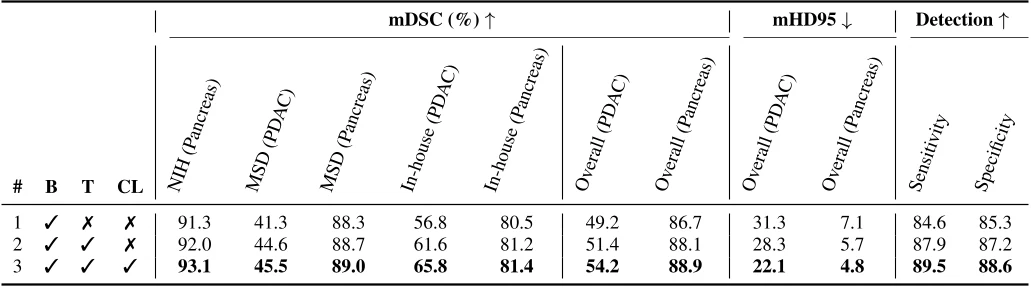 mDSC (%) ↑ mHD95 ↓ Detection ↑
# B T CL NIH (Pancreas) MSD (PDAC) MSD (Pancreas) In-house (PDAC) In-house (Pancreas) Overall (PDAC) Overall (Pancreas) Overall (PDAC) Overall (Pancreas) Sensitivity Specificity
1 ✓ ✗ ✗ 91.3 41.3 88.3 56.8 80.5 49.2 86.7 31.3 7.1 84.6 85.3
2 ✓ ✓ ✗ 92.0 44.6 88.7 61.6 81.2 51.4 88.1 28.3 5.7 87.9 87.2
3 ✓ ✓ ✓ 93.1 45.5 89.0 65.8 81.4 54.2 88.9 22.1 4.8 89.5 88.6